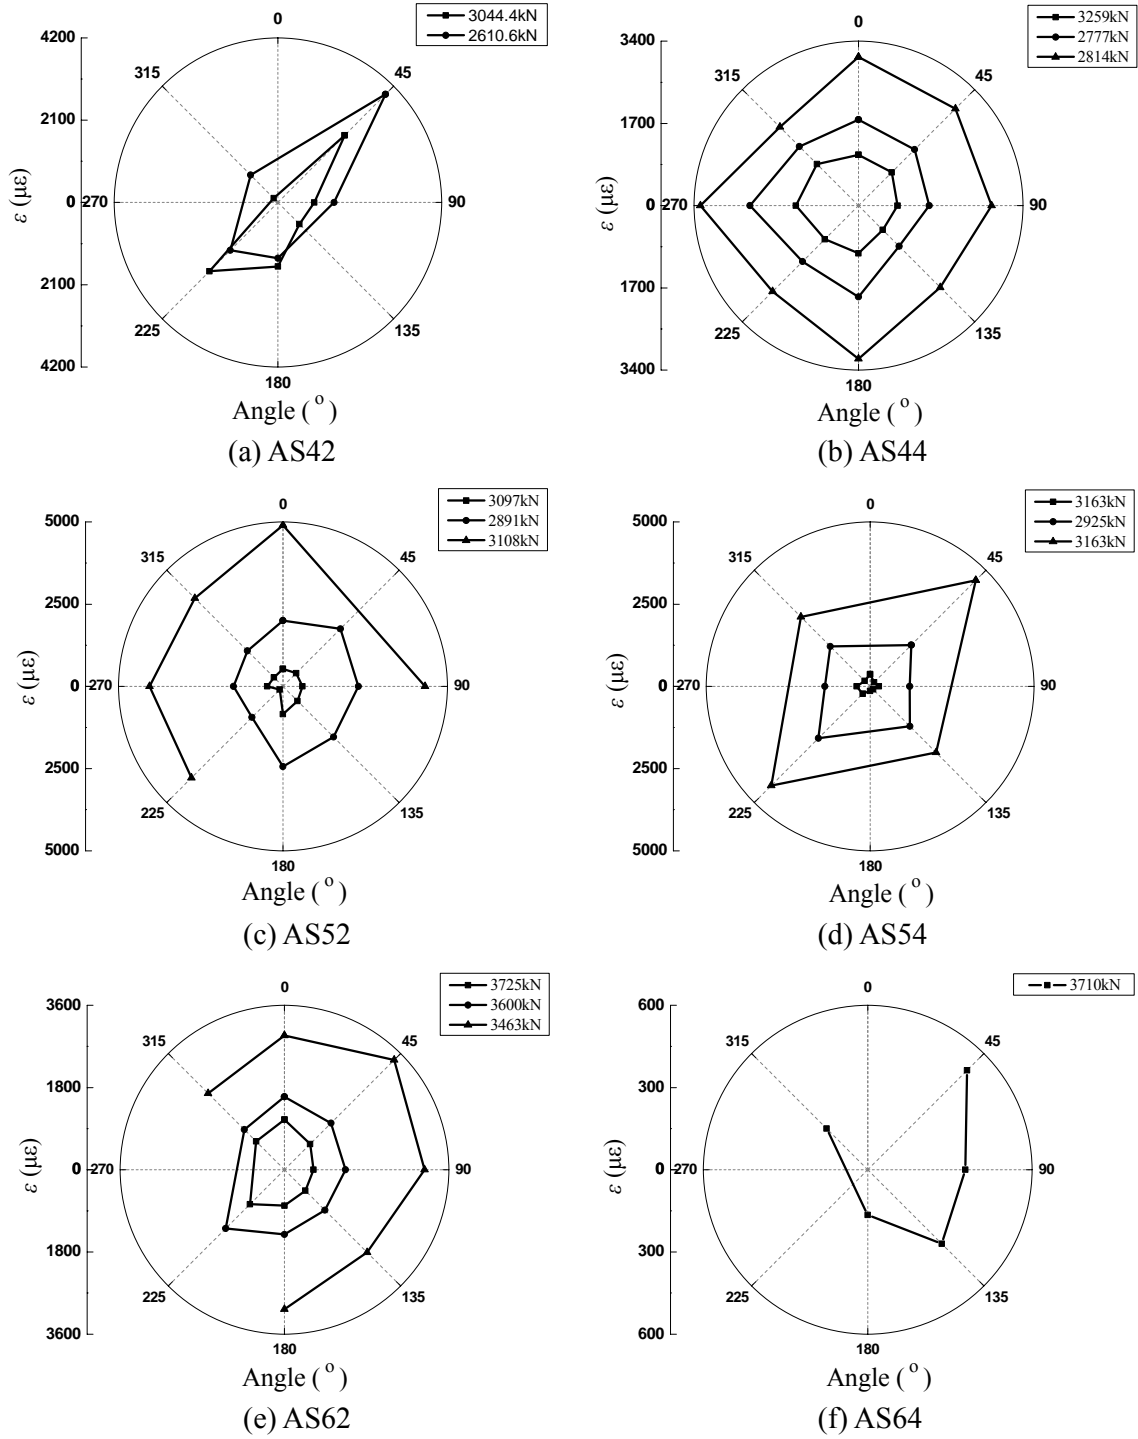 3044.4kN
2610.6kN
0
45
90
135
180
225
270
315
4200
2100
0
2100
4200
ε (με)
Angle ( o )
(a) AS42
3259kN
2777kN
2814kN
0
45
90
135
180
225
270
315
3400
1700
0
1700
3400
ε (με)
Angle ( o )
(b) AS44
3097kN
2891kN
3108kN
0
45
90
135
180
225
270
315
5000
2500
0
2500
5000
ε (με)
Angle ( o )
(c) AS52
3163kN
2925kN
3163kN
0
45
90
135
180
225
270
315
5000
2500
0
2500
5000
ε (με)
Angle ( o )
(d) AS54
3725kN
3600kN
3463kN
0
45
90
135
180
225
270
315
3600
1800
0
1800
3600
ε (με)
Angle ( o )
(e) AS62
3710kN
0
45
90
135
180
225
270
315
600
300
0
300
600
ε (με)
Angle ( o )
(f) AS64